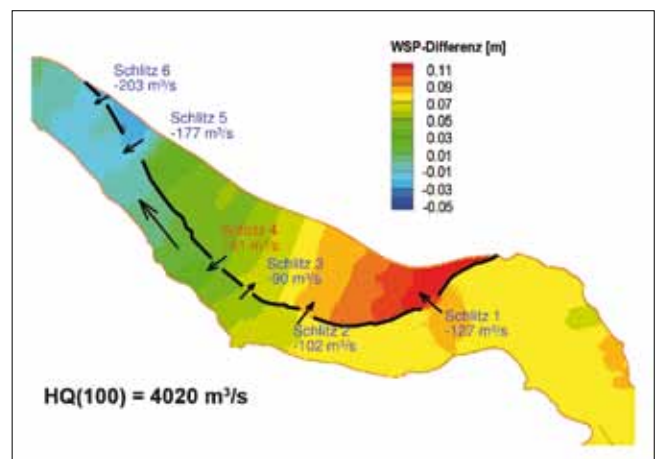 WSP-Differenz [m]
0.11
0.09
0.07
0.05
0.03
0.01
-0.01
-0.03
-0.05
Schlitz 6
-203 m³/s
Schlitz 5
-177 m³/s
Schlitz 4
m³/s
Schlitz 3
-90 m³/s
Schlitz 2
-102 m³/s
Schlitz 1
-127 m³/s
HQ(100) = 4020 m³/s